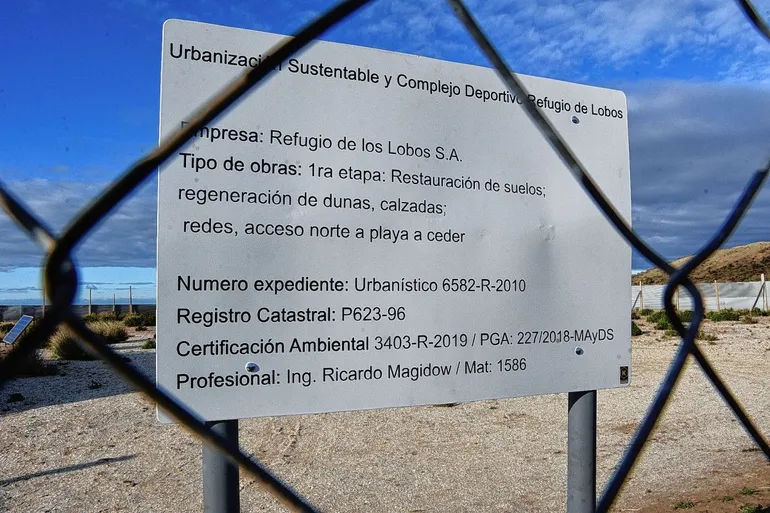 Urbanización Sustentable y Complejo Deportivo Refugio de Lobos
Empresa: Refugio de los Lobos S.A.
Tipo de obras: 1ra etapa: Restauración de suelos;
regeneración de dunas, calzadas;
redes, acceso norte a playa a ceder
Numero expediente: Urbanístico 6582-R-2010
Registro Catastral: P623-96
Certificación Ambiental 3403-R-2019 / PGA: 227/2018-MAyDS
Profesional: Ing. Ricardo Magidow / Mat: 1586